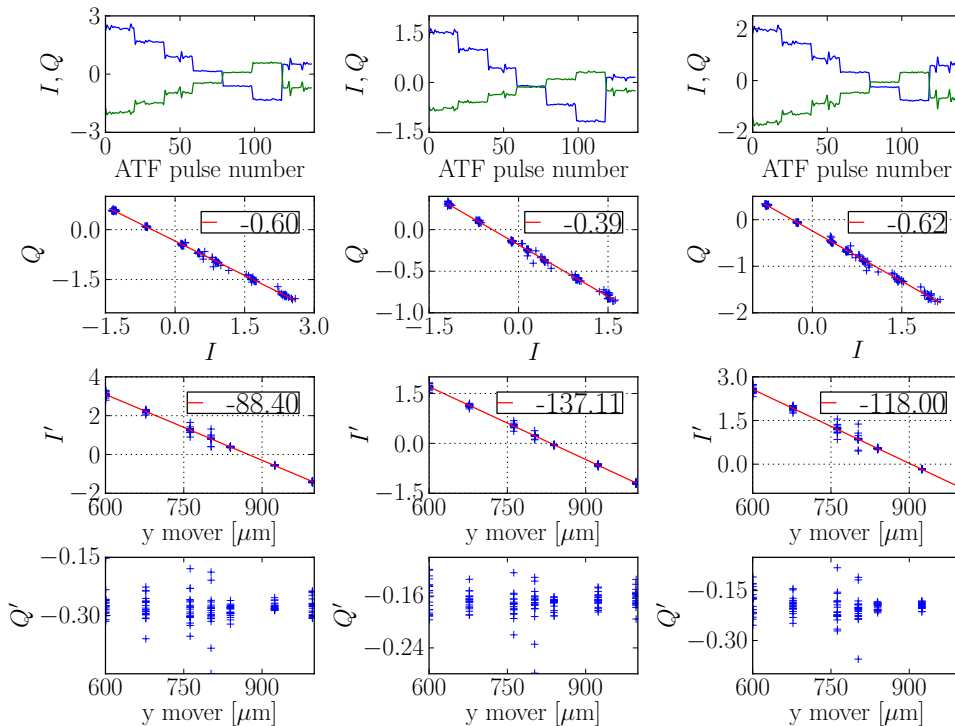 3
0
−3
I, Q
0 50 100
ATF pulse number
1.5
0.0
−1.5
I, Q
0 50 100
ATF pulse number
2
0
−2
I, Q
0 50 100
ATF pulse number
0.0
−1.5
Q
-0.60
−1.5 0.0 1.5 3.0
I
0.0
−0.5
−1.0
Q
-0.39
−1.5 0.0 1.5
I
0
−1
−2
Q
-0.62
0.0 1.5
I
4
2
0
−2
I′
-88.40
600 750 900
y mover [μm]
1.5
0.0
−1.5
I′
-137.11
600 750 900
y mover [μm]
3.0
1.5
0.0
I′
-118.00
600 750 900
y mover [μm]
−0.15
−0.30
Q′
600 750 900
y mover [μm]
−0.16
−0.24
Q′
600 750 900
y mover [μm]
−0.15
−0.30
Q′
600 750 900
y mover [μm]